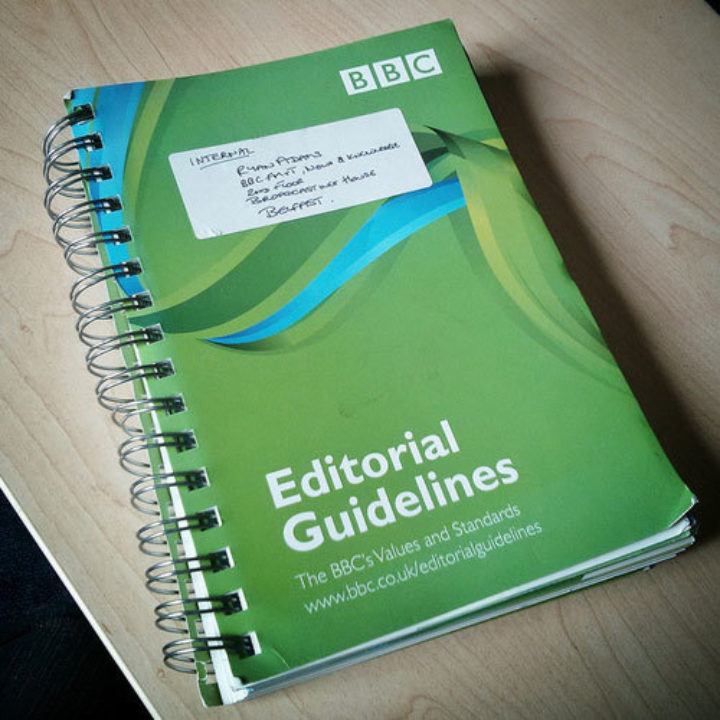 BBC
INTERNAL
RYAN ADAMS
BBC FM&T, NEWS & KNOWLEDGE
2ND FLOOR
BROADCASTING HOUSE
BELFAST.
Editorial
Guidelines
The BBC's Values and Standards
www.bbc.co.uk/editorialguidelines